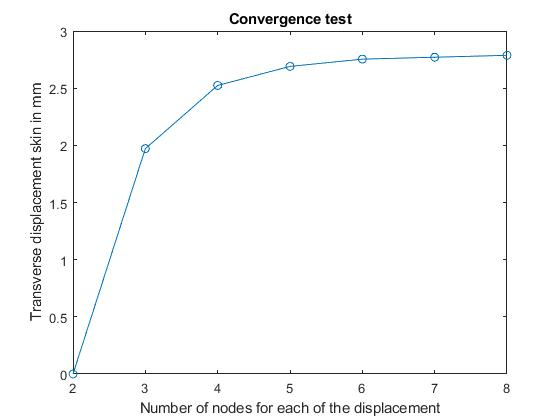 Convergence test
3
2.5
2
1.5
1
0.5
0
Transverse displacement skin in mm
2 3 4 5 6 7 8
Number of nodes for each of the displacement